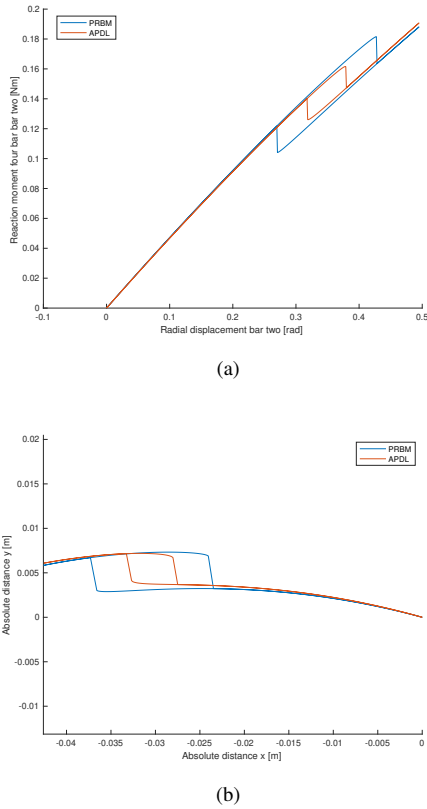 0.2
0.18
0.16
0.14
0.12
0.1
0.08
0.06
0.04
0.02
0
Reaction moment four bar bar two [Nm]
PRBM
APDL
-0.1 0 0.1 0.2 0.3 0.4 0.5
Radial displacement bar two [rad]
(a)
0.02
0.015
0.01
0.005
0
-0.005
-0.01
Absolute distance y [m]
PRBM
APDL
-0.04 -0.035 -0.03 -0.025 -0.02 -0.015 -0.01 -0.005 0
Absolute distance x [m]
(b)